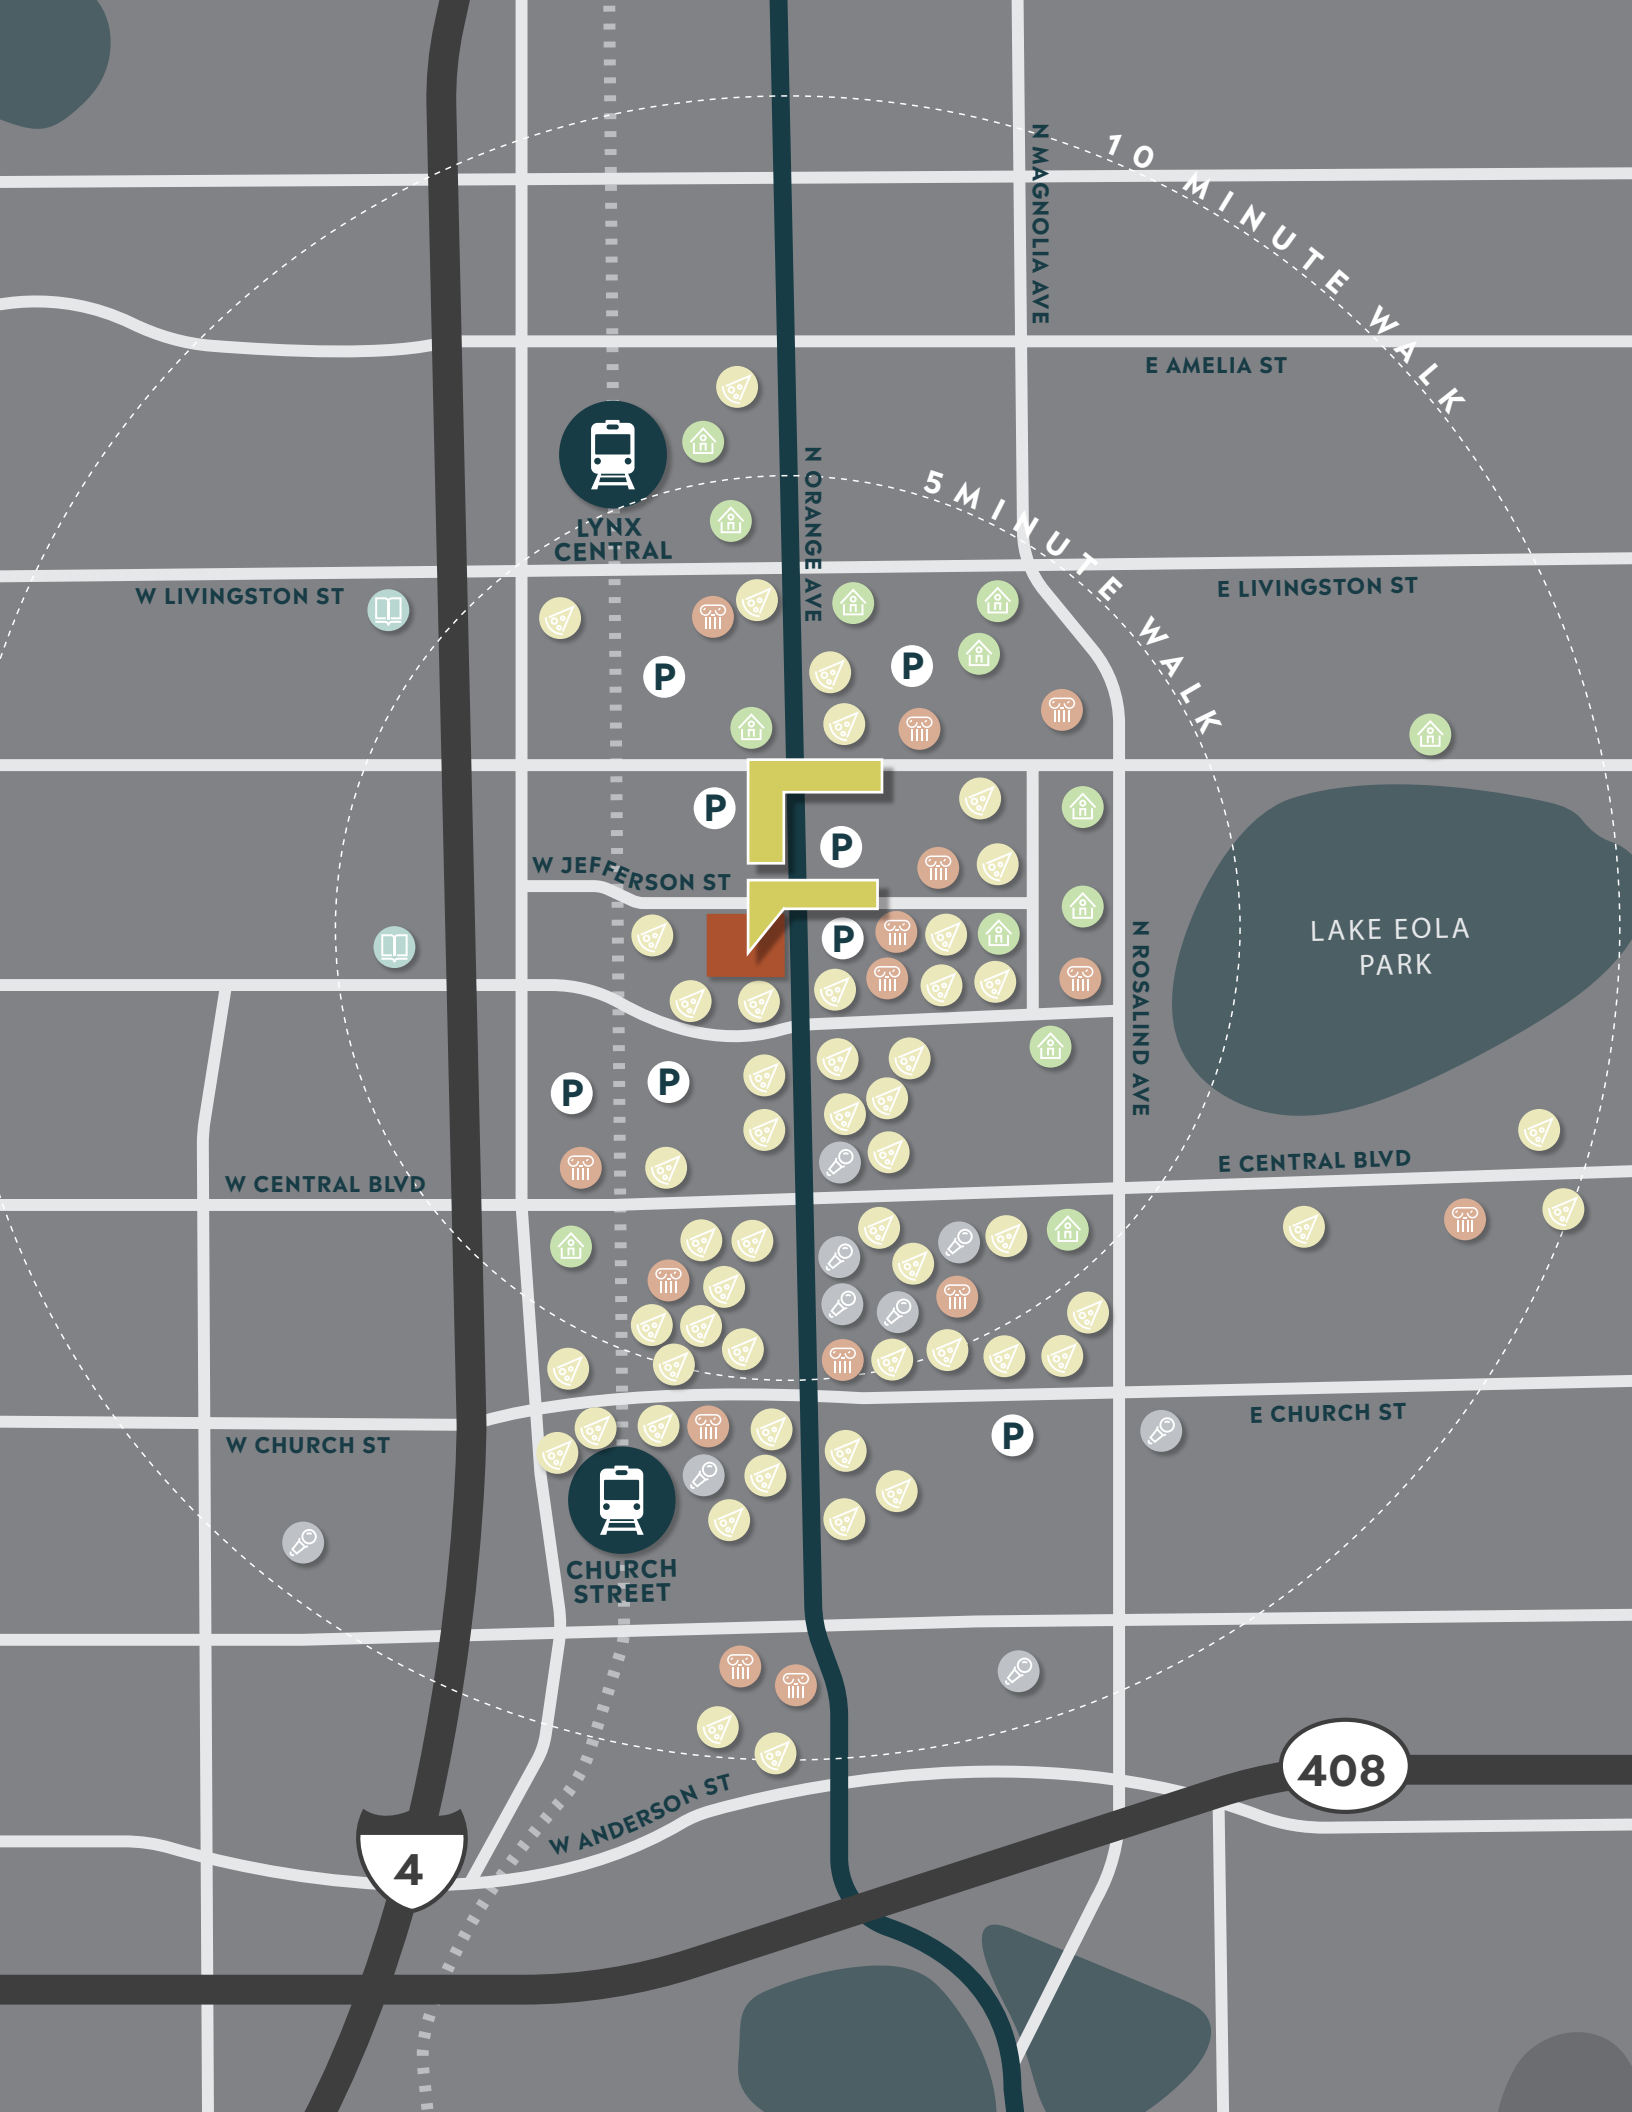 10 MINUTE WALK
N MAGNOLIA AVE
E AMELIA ST
5 MINUTE WALK
N ORANGE AVE
LYNX
CENTRAL
W LIVINGSTON ST
E LIVINGSTON ST
P
P
P
P
W JEFFERSON ST
P
LAKE EOLA
PARK
N ROSALIND AVE
P
P
W CENTRAL BLVD
E CENTRAL BLVD
E CHURCH ST
W CHURCH ST
P
CHURCH
STREET
408
W ANDERSON ST
4